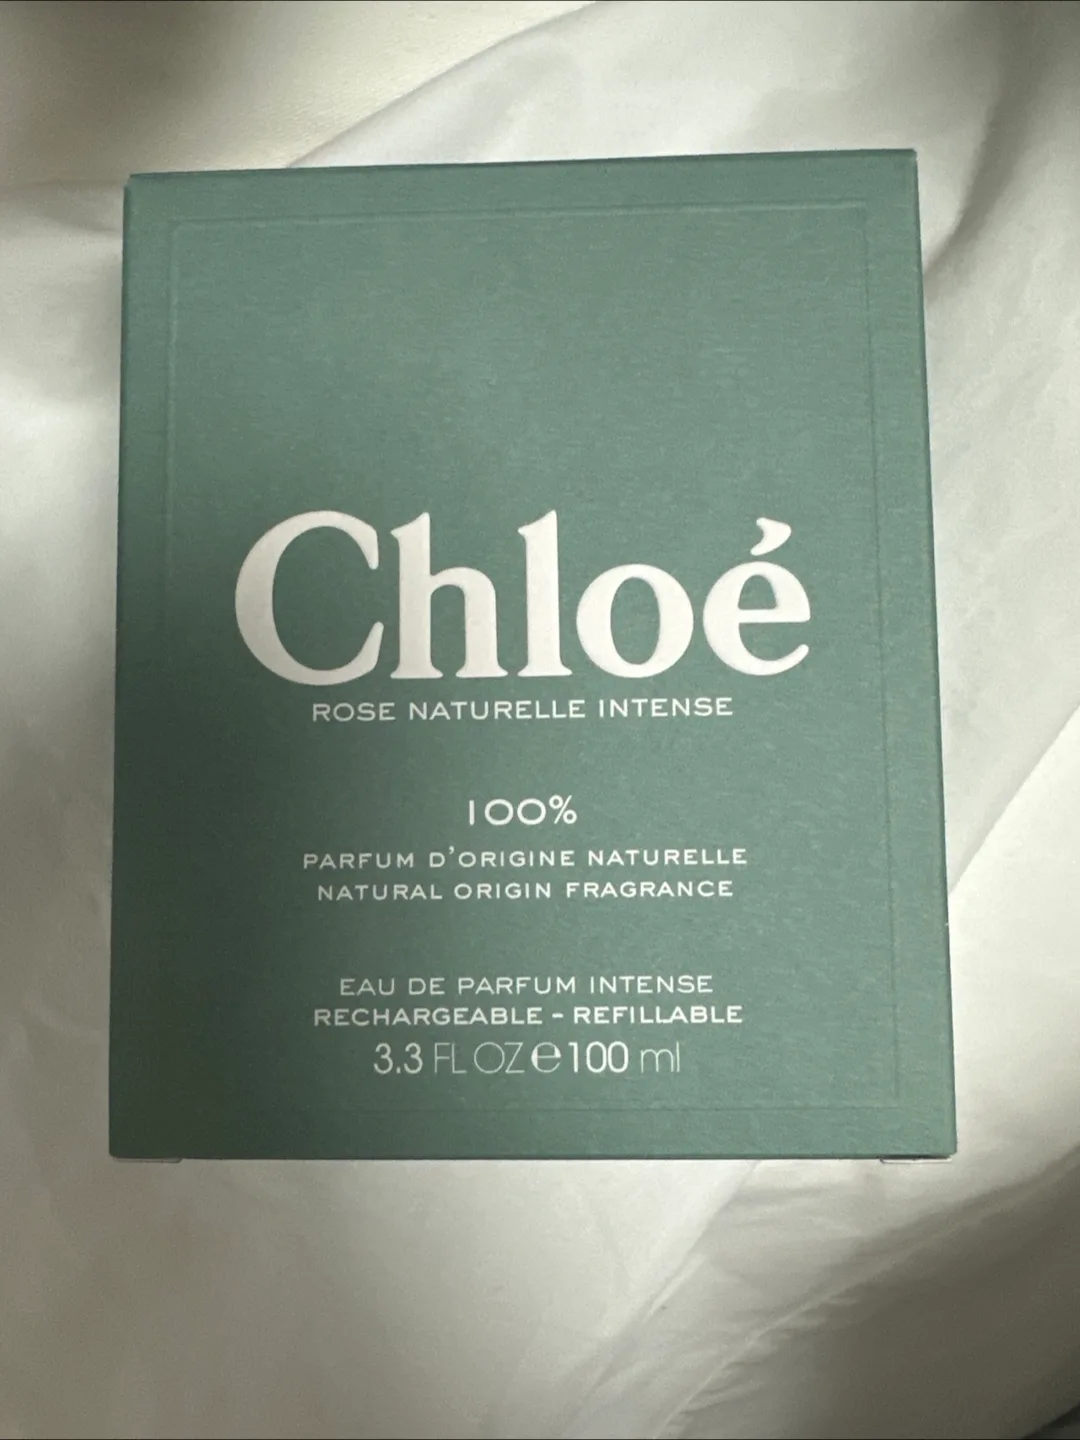 Chloé
ROSE NATURELLE INTENSE
100%
PARFUM D'ORIGINE NATURELLE
NATURAL ORIGIN FRAGRANCE
EAU DE PARFUM INTENSE
RECHARGEABLE - REFILLABLE
3.3 FL OZ ℮ 100 ml